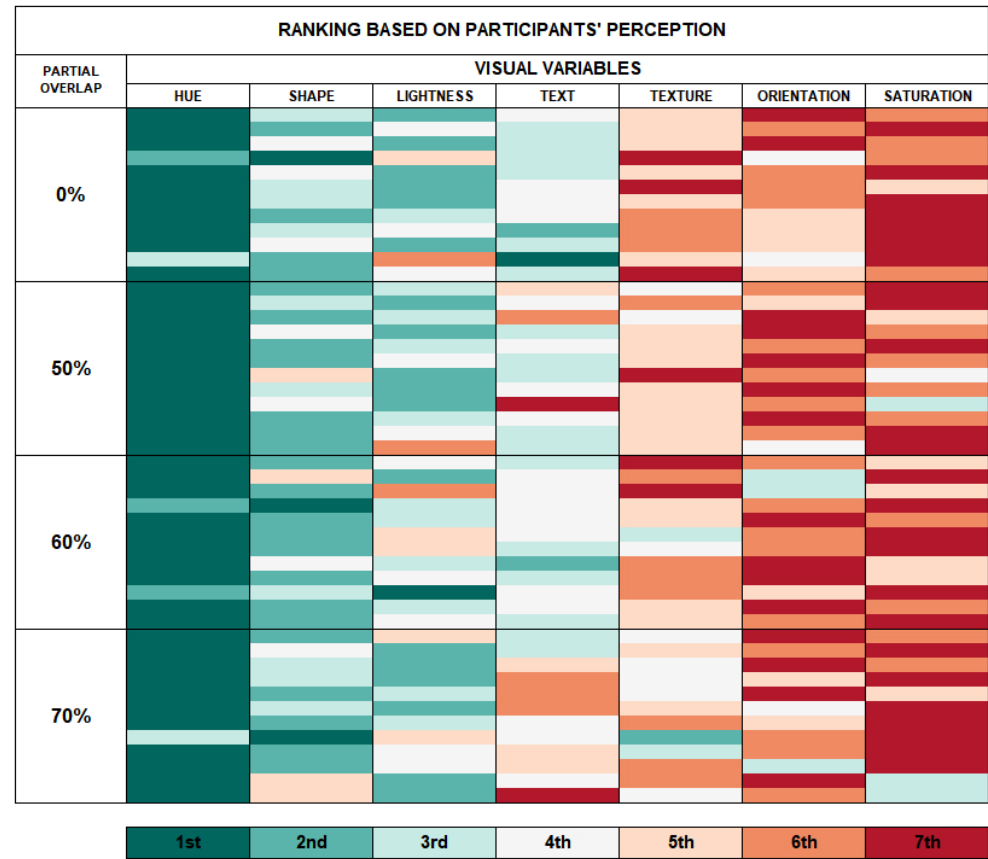 RANKING BASED ON PARTICIPANTS' PERCEPTION
PARTIAL OVERLAP
VISUAL VARIABLES
HUE SHAPE LIGHTNESS TEXT TEXTURE ORIENTATION SATURATION
0%
50%
60%
70%
1st 2nd 3rd 4th 5th 6th 7th